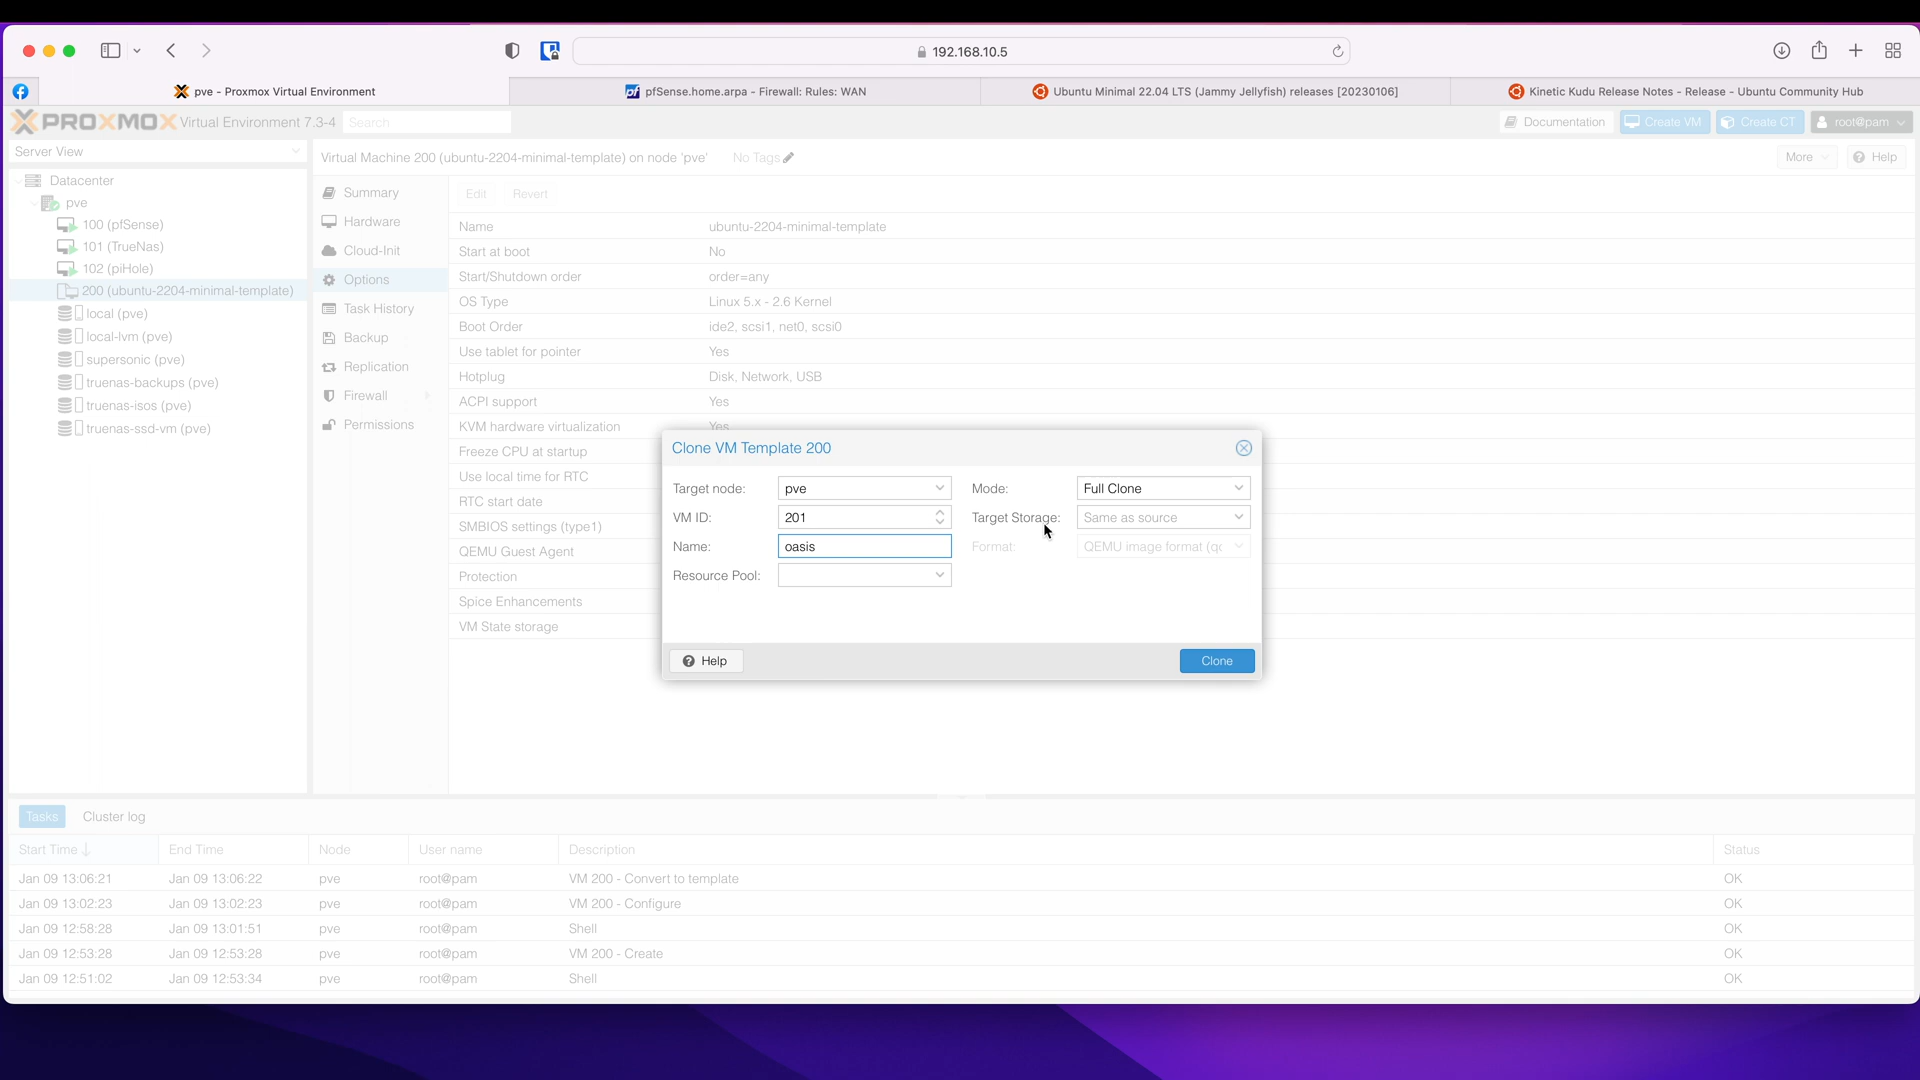 192.168.10.5
pve - Proxmox Virtual Environment
pfSense.home.arpa - Firewall: Rules: WAN
Ubuntu Minimal 22.04 LTS (Jammy Jellyfish) releases [20230106]
Kinetic Kudu Release Notes - Release - Ubuntu Community Hub
PROXMOX Virtual Environment 7.3-4
Search
Documentation
Create VM
Create CT
root@pam
Server View
Virtual Machine 200 (ubuntu-2204-minimal-template) on node 'pve'
No Tags
More
Help
Datacenter
pve
100 (pfSense)
101 (TrueNas)
102 (piHole)
200 (ubuntu-2204-minimal-template)
local (pve)
local-lvm (pve)
supersonic (pve)
truenas-backups (pve)
truenas-isos (pve)
truenas-ssd-vm (pve)
Summary
Hardware
Cloud-Init
Options
Task History
Backup
Replication
Firewall
Permissions
Edit
Revert
Name ubuntu-2204-minimal-template
Start at boot No
Start/Shutdown order order=any
OS Type Linux 5.x - 2.6 Kernel
Boot Order ide2, scsi1, net0, scsi0
Use tablet for pointer Yes
Hotplug Disk, Network, USB
ACPI support Yes
KVM hardware virtualization Yes
Freeze CPU at startup
Use local time for RTC
RTC start date
SMBIOS settings (type1)
QEMU Guest Agent
Protection
Spice Enhancements
VM State storage
Clone VM Template 200
Target node: pve
VM ID: 201
Name: oasis
Resource Pool:
Mode: Full Clone
Target Storage: Same as source
Format: QEMU image format (qc
Help
Clone
Tasks
Cluster log
Start Time End Time Node User name Description Status
Jan 09 13:06:21 Jan 09 13:06:22 pve root@pam VM 200 - Convert to template OK
Jan 09 13:02:23 Jan 09 13:02:23 pve root@pam VM 200 - Configure OK
Jan 09 12:58:28 Jan 09 13:01:51 pve root@pam Shell OK
Jan 09 12:53:28 Jan 09 12:53:28 pve root@pam VM 200 - Create OK
Jan 09 12:51:02 Jan 09 12:53:34 pve root@pam Shell OK